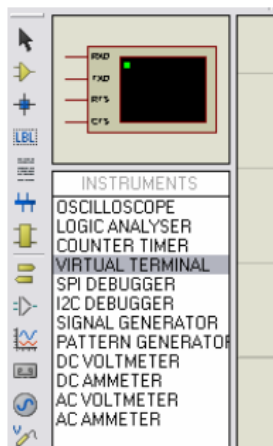 RXD
TXD
RTS
CTS
LBL
INSTRUMENTS
OSCILLOSCOPE
LOGIC ANALYSER
COUNTER TIMER
VIRTUAL TERMINAL
SPI DEBUGGER
I2C DEBUGGER
SIGNAL GENERATOR
PATTERN GENERATOR
DC VOLTMETER
DC AMMETER
AC VOLTMETER
AC AMMETER
V